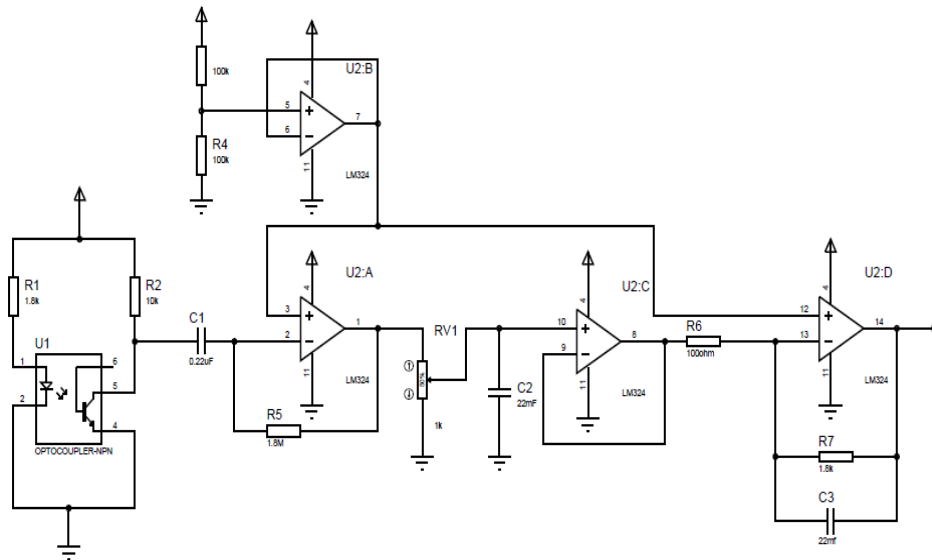 100k
R4
100k
4
5
6
7
11
U2:B
LM324
R1
1.8k
R2
10k
U1
1
2
6
5
4
OPTOCOUPLER-NPN
C1
0.22uF
U2:A
4
3
2
1
11
LM324
R5
1.8M
RV1
50%
1k
C2
22mF
U2:C
4
10
9
8
11
LM324
R6
100ohm
U2:D
4
12
13
14
11
LM324
R7
1.8k
C3
22mf